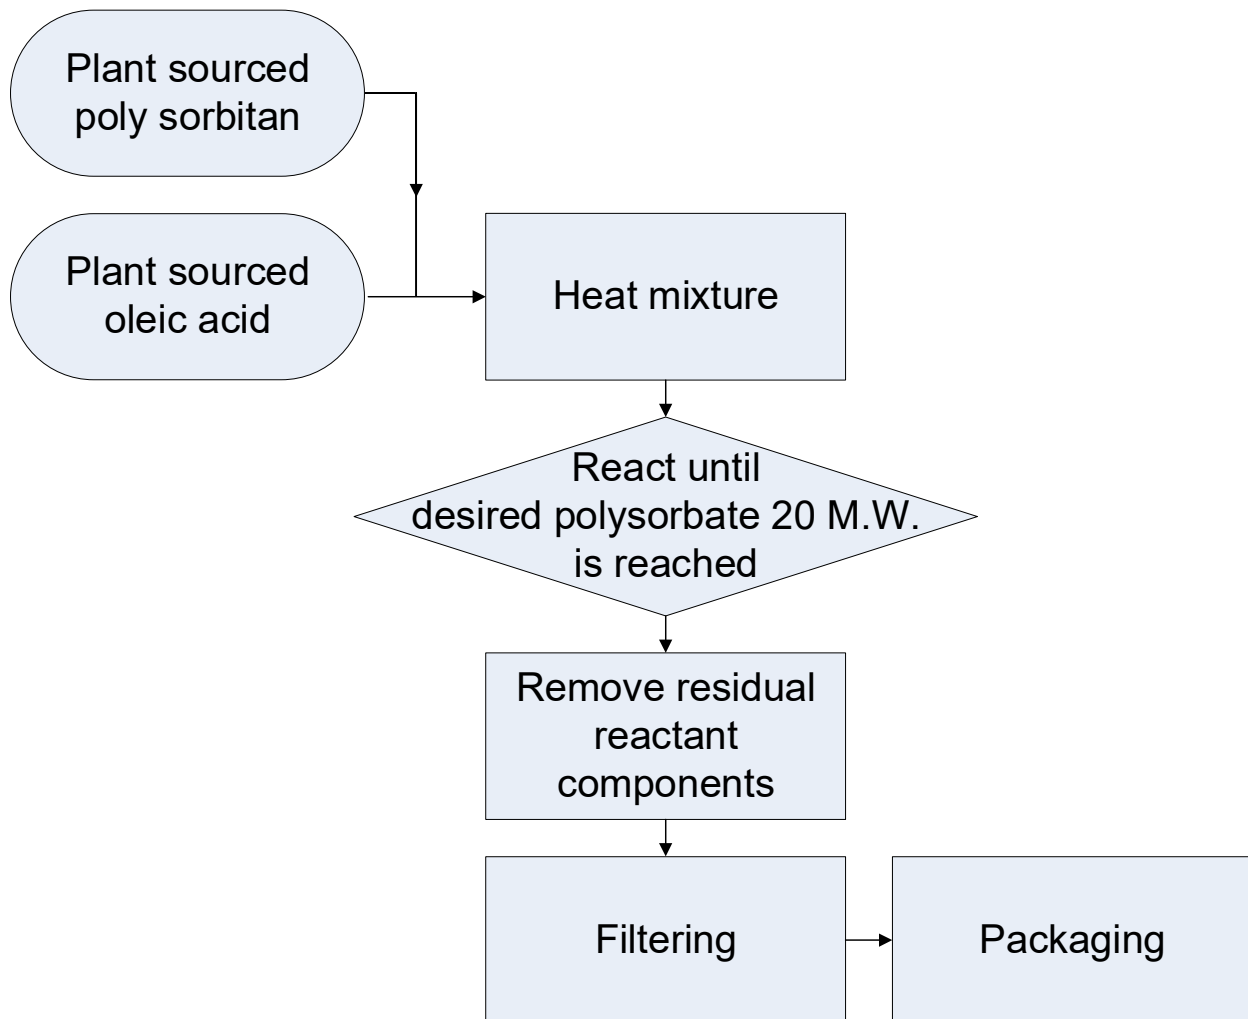 Plant sourced
poly sorbitan
Plant sourced
oleic acid
Heat mixture
React until
desired polysorbate 20 M.W.
is reached
Remove residual
reactant
components
Filtering
Packaging